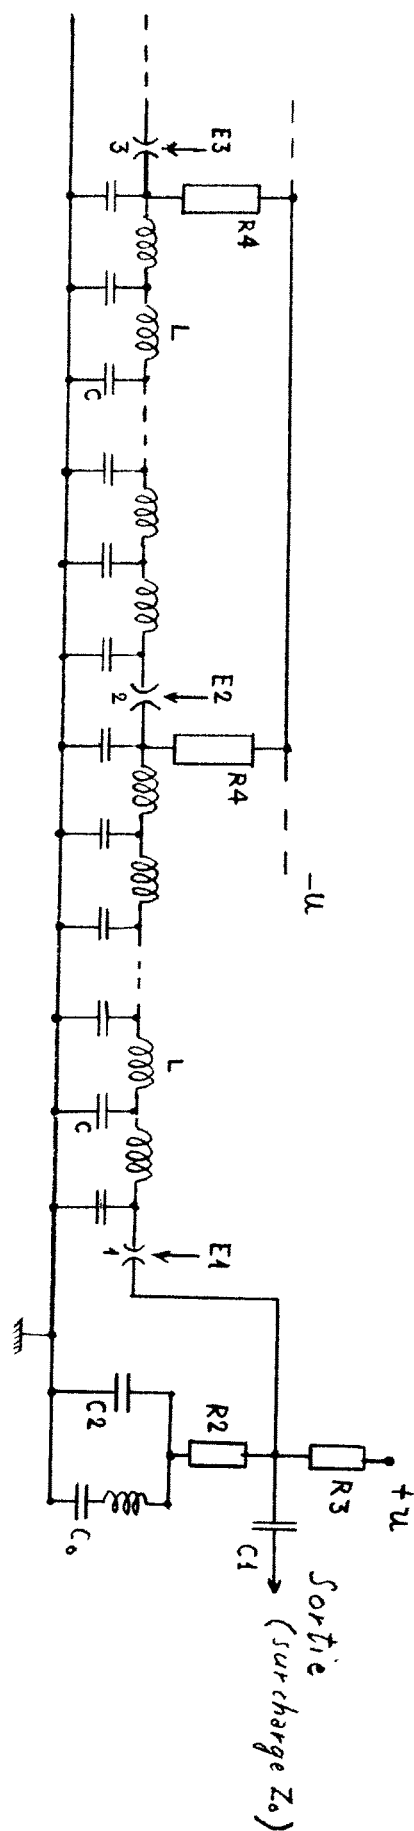 E3
3
R4
L
C
E2
2
R4
-u
L
C
E1
1
+u
R3
R2
C2
C₀
C1
Sortie
(surcharge Z₀)